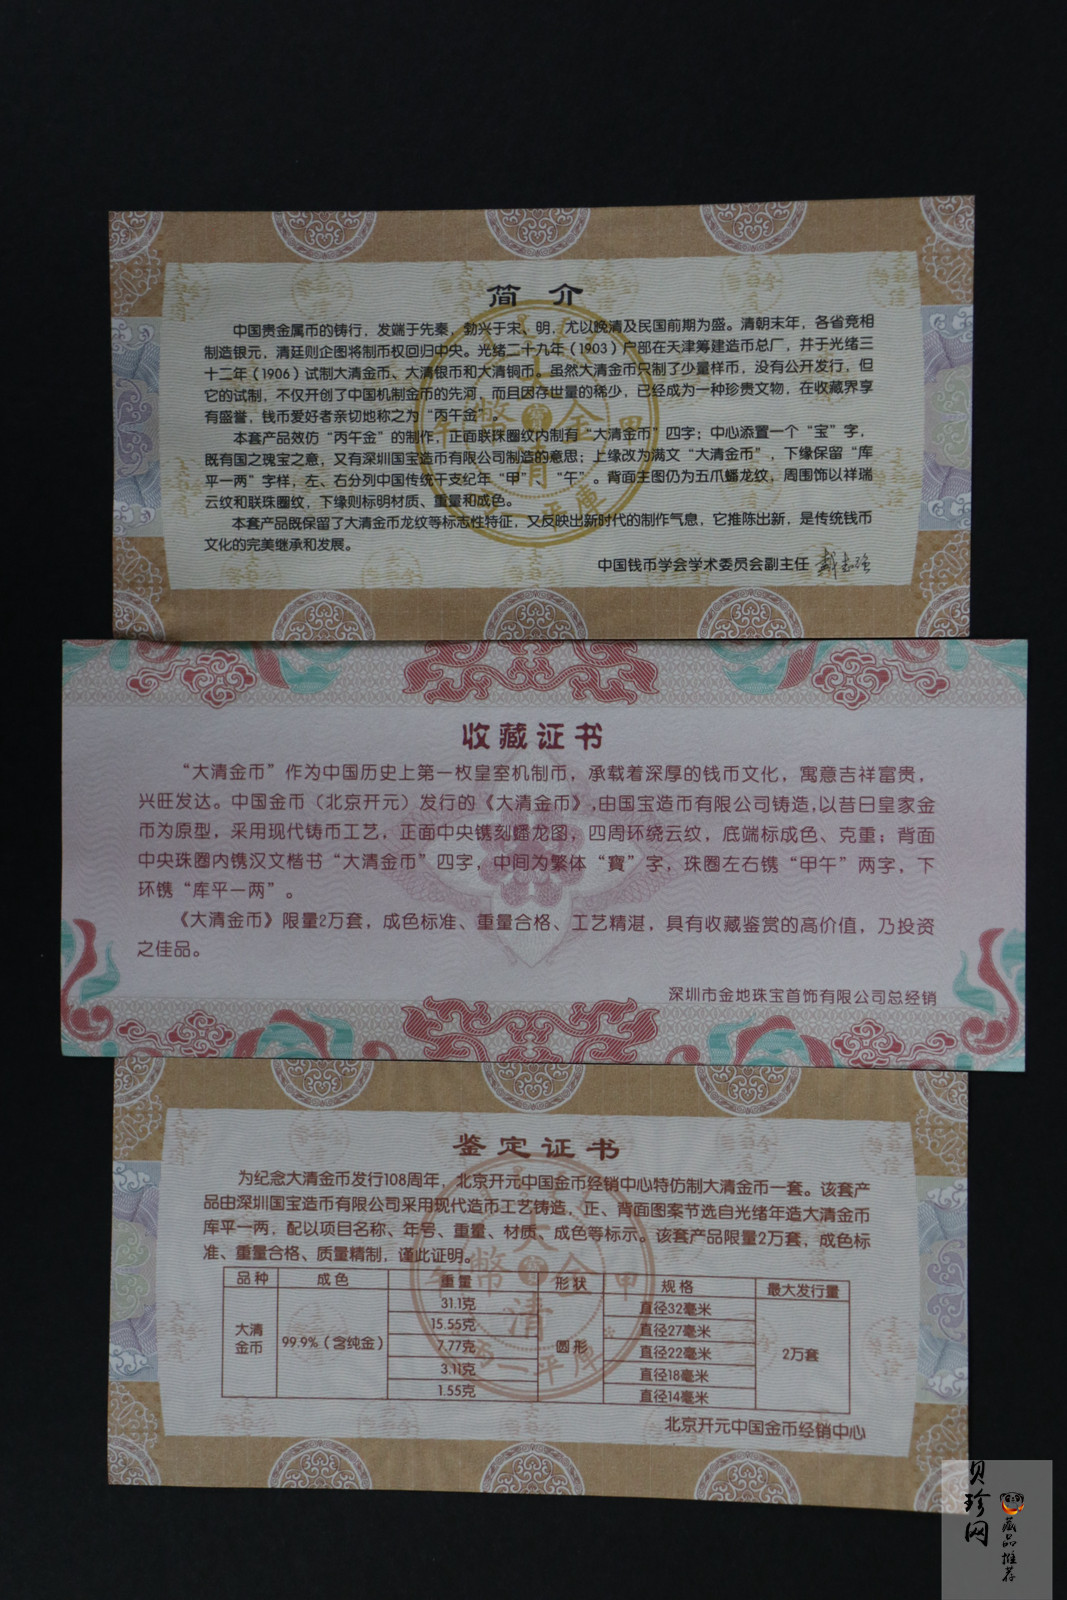 简介
中国贵金属币的铸行，发端于先秦，勃兴于宋、明，尤以晚清及民国前期为盛。清朝末年，各省竞相
制造银元，清廷则企图将制币权回归中央。光绪二十九年（1903）户部在天津筹建造币总厂，并于光绪三
十二年（1906）试制大清金币、大清银币和大清铜币。虽然大清金币只制了少量样币，没有公开发行，但
它的试制，不仅开创了中国机制金币的先河，而且因存世量的稀少，已经成为一种珍贵文物，在收藏界享
有盛誉，钱币爱好者亲切地称之为“丙午金”。
本套产品效仿“丙午金”的制作，正面联珠圈纹内制有“大清金币”四字；中心添置一个“宝”字，
既有国之瑰宝之意，又有深圳国宝造币有限公司制造的意思；上缘改为满文“大清金币”，下缘保留“库
平一两”字样；左、右分列中国传统干支纪年“甲”、“午”。背面主图仍为五爪蟠龙纹，周围饰以祥瑞
云纹和联珠圈纹，下缘则标明材质、重量和成色。
本套产品既保留了大清金币龙纹等标志性特征，又反映出新时代的制作气息，它推陈出新，是传统钱币
文化的完美继承和发展。
中国钱币学会学术委员会副主任 戴志强
收藏证书
“大清金币”作为中国历史上第一枚皇室机制币，承载着深厚的钱币文化，寓意吉祥富贵，
兴旺发达。中国金币（北京开元）发行的《大清金币》，由国宝造币有限公司铸造，以昔日皇家金
币为原型，采用现代铸币工艺，正面中央镌刻蟠龙图，四周环绕云纹，底端标成色、克重；背面
中央珠圈内镌汉文楷书“大清金币”四字，中间为繁体“寶”字，珠圈左右镌“甲午”两字，下
环镌“库平一两”。
《大清金币》限量2万套，成色标准、重量合格、工艺精湛，具有收藏鉴赏的高价值，乃投资
之佳品。
深圳市金地珠宝首饰有限公司总经销
鉴定证书
为纪念大清金币发行108周年，北京开元中国金币经销中心特仿制大清金币一套。该套产
品由深圳国宝造币有限公司采用现代造币工艺铸造，正、背面图案节选自光绪年造大清金币
库平一两，配以项目名称、年号、重量、材质、成色等标示。该套产品限量2万套，成色标
准、重量合格、质量精制，谨此证明。
品种 成色 重量 形状 规格 最大发行量
大清金币 99.9%（含纯金） 31.1克 圆形 直径32毫米 2万套
15.55克 直径27毫米
7.77克 直径22毫米
3.11克 直径18毫米
1.55克 直径14毫米
北京开元中国金币经销中心
贝珍网
藏品推荐